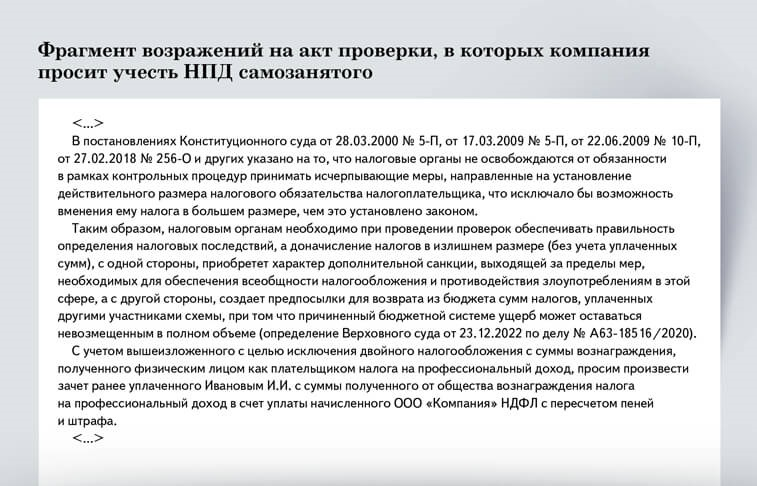 Фрагмент возражений на акт проверки, в которых компания
просит учесть НПД самозанятого
<...>
В постановлениях Конституционного суда от 28.03.2000 № 5-П, от 17.03.2009 № 5-П, от 22.06.2009 № 10-П,
от 27.02.2018 № 256-О и других указано на то, что налоговые органы не освобождаются от обязанности
в рамках контрольных процедур принимать исчерпывающие меры, направленные на установление
действительного размера налогового обязательства налогоплательщика, что исключало бы возможность
вменения ему налога в большем размере, чем это установлено законом.
Таким образом, налоговым органам необходимо при проведении проверок обеспечивать правильность
определения налоговых последствий, а доначисление налогов в излишнем размере (без учета уплаченных
сумм), с одной стороны, приобретет характер дополнительной санкции, выходящей за пределы мер,
необходимых для обеспечения всеобщности налогообложения и противодействия злоупотреблениям в этой
сфере, а с другой стороны, создает предпосылки для возврата из бюджета сумм налогов, уплаченных
другими участниками схемы, при том что причиненный бюджетной системе ущерб может оставаться
невозмещенным в полном объеме (определение Верховного суда от 23.12.2022 по делу № А63-18516/2020).
С учетом вышеизложенного с целью исключения двойного налогообложения с суммы вознаграждения,
полученного физическим лицом как плательщиком налога на профессиональный доход, просим произвести
зачет ранее уплаченного Ивановым И.И. с суммы полученного от общества вознаграждения налога
на профессиональный доход в счет уплаты начисленного ООО «Компания» НДФЛ с пересчетом пеней
и штрафа.
<...>